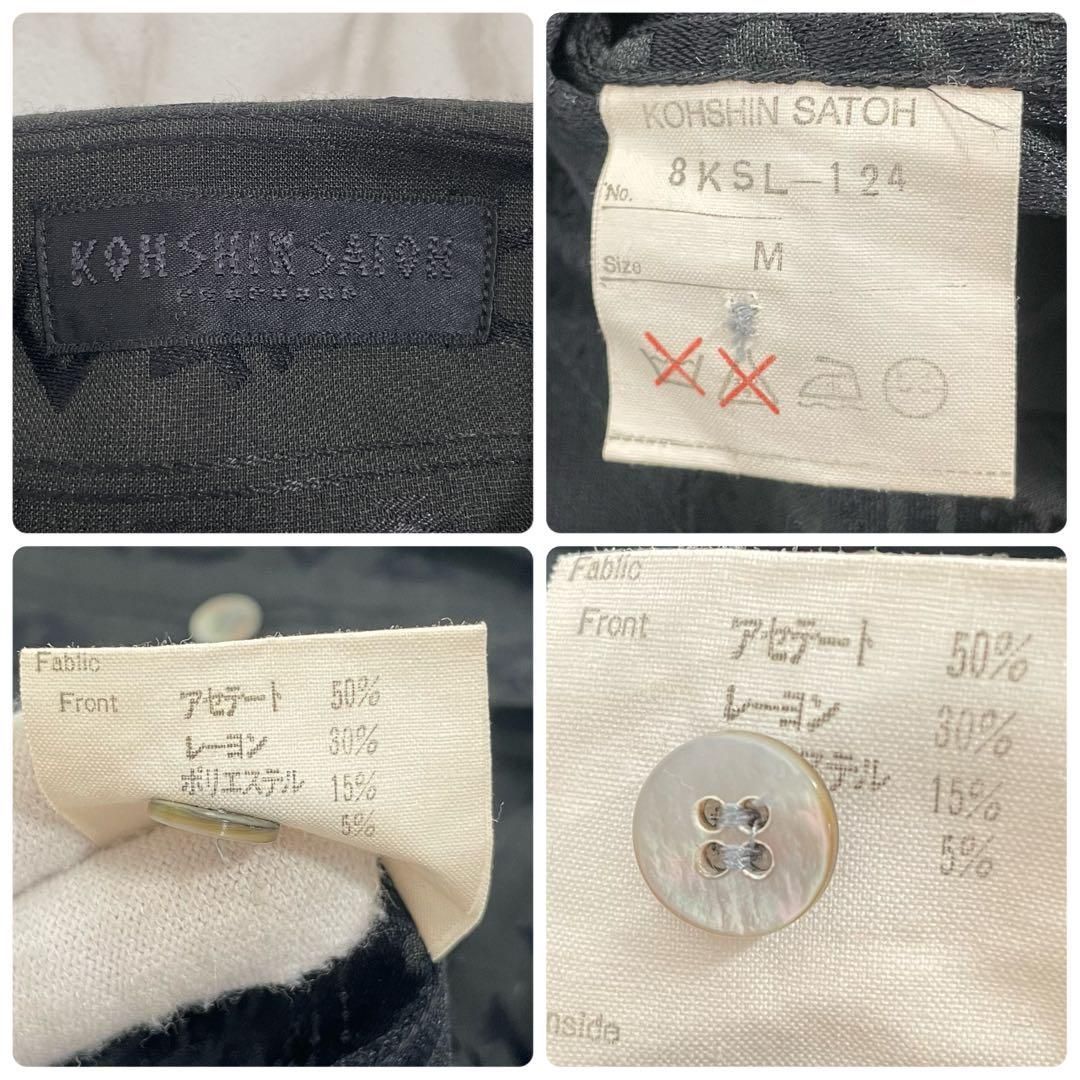 KOHSHIN SATOH
KOHSHIN SATOH
No. 8KSL-124
Size M
Fablic
Front アセテート 50%
レーヨン 30%
ポリエステル 15%
5%
Fablic
Front アセテート 50%
レーヨン 30%
ステル 15%
5%
nside